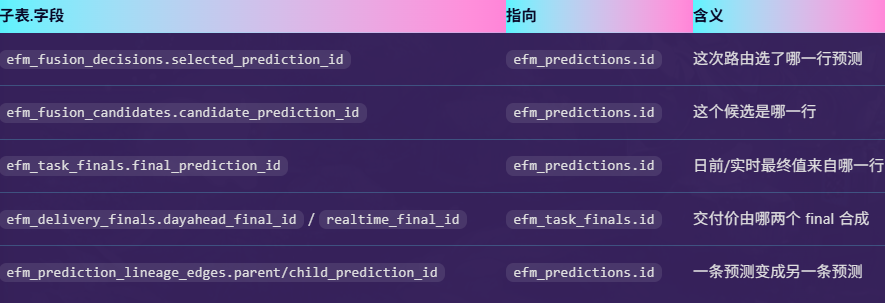 子表.字段 指向 含义
efm_fusion_decisions.selected_prediction_id efm_predictions.id 这次路由选了哪一行预测
efm_fusion_candidates.candidate_prediction_id efm_predictions.id 这个候选是哪一行
efm_task_finals.final_prediction_id efm_predictions.id 日前/实时最终值来自哪一行
efm_delivery_finals.dayahead_final_id / realtime_final_id efm_task_finals.id 交付价由哪两个 final 合成
efm_prediction_lineage_edges.parent/child_prediction_id efm_predictions.id 一条预测变成另一条预测